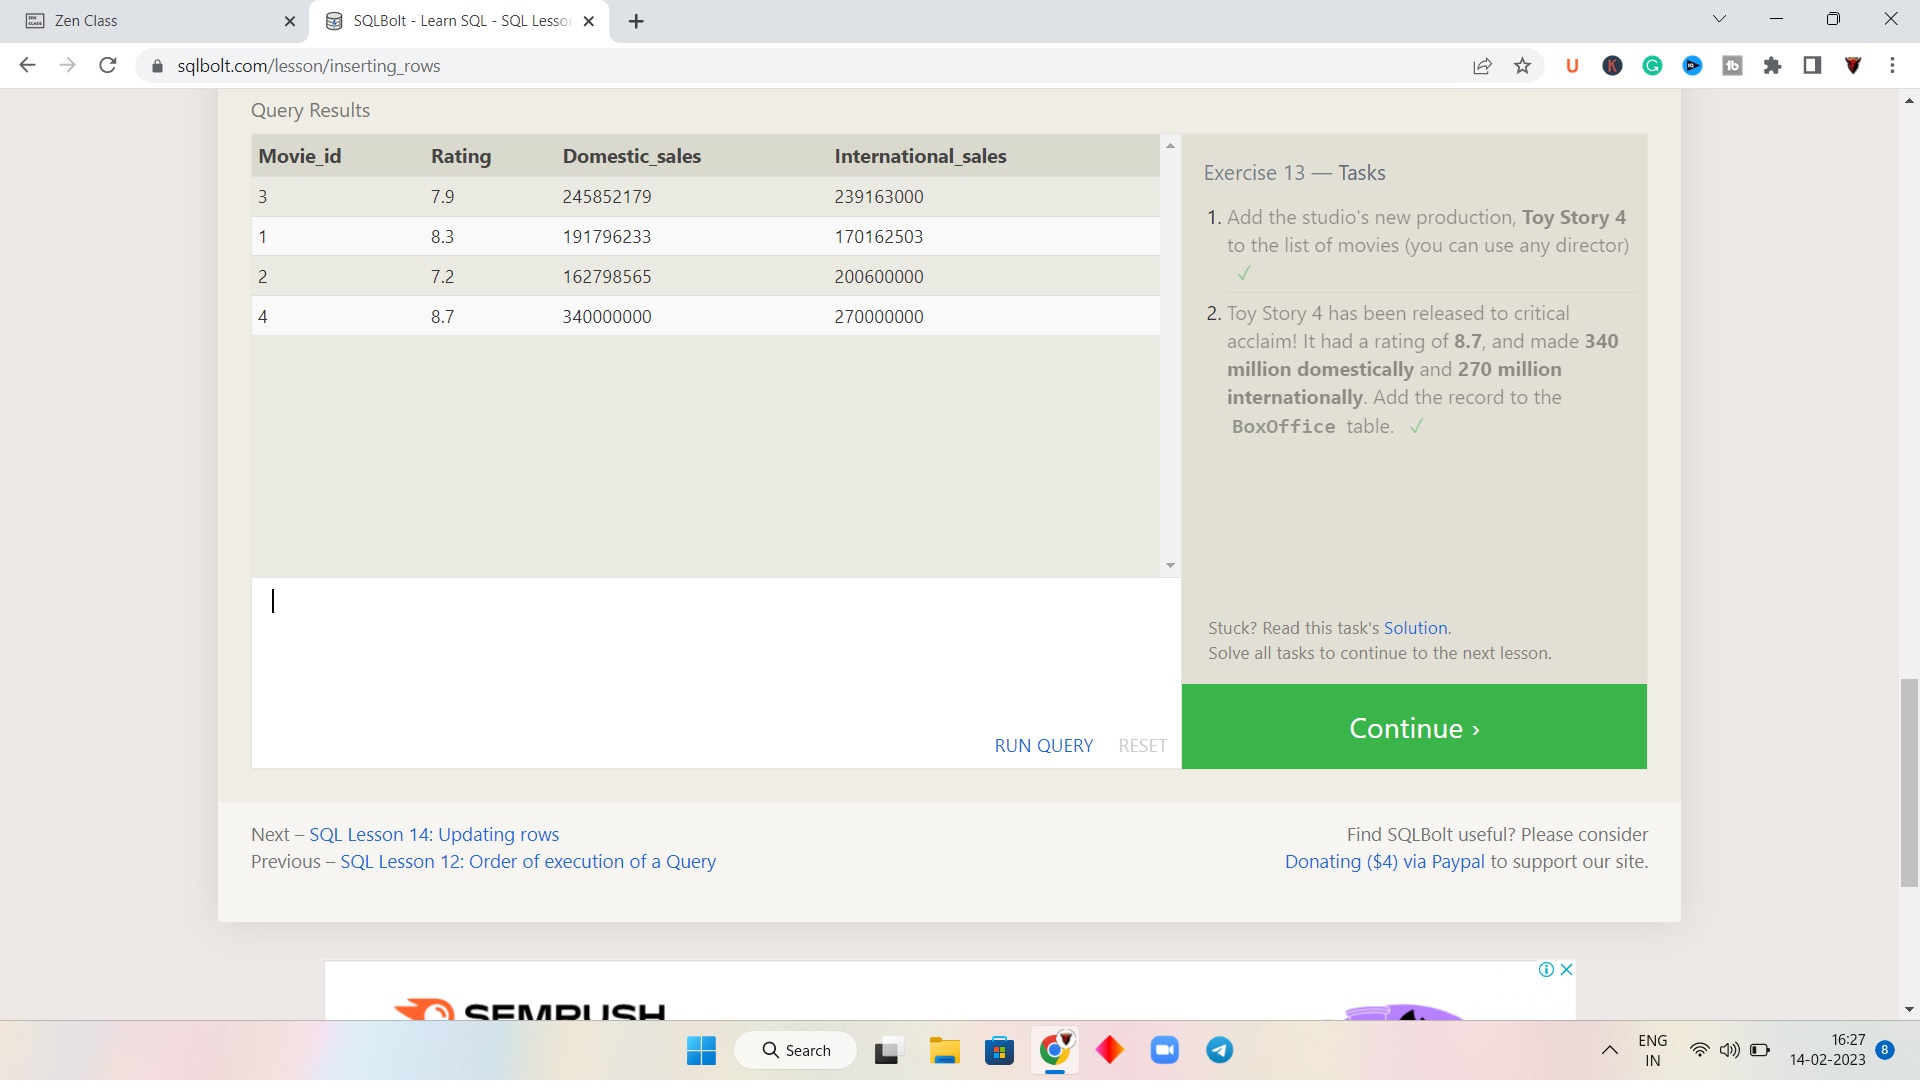 Zen Class
SQLBolt - Learn SQL - SQL Lesso
sqlbolt.com/lesson/inserting_rows
Query Results
Movie_id Rating Domestic_sales International_sales
3 7.9 245852179 239163000
1 8.3 191796233 170162503
2 7.2 162798565 200600000
4 8.7 340000000 270000000
RUN QUERY RESET
Exercise 13 — Tasks
1. Add the studio's new production, Toy Story 4
to the list of movies (you can use any director)
✓
2. Toy Story 4 has been released to critical
acclaim! It had a rating of 8.7, and made 340
million domestically and 270 million
internationally. Add the record to the
BoxOffice table. ✓
Stuck? Read this task's Solution.
Solve all tasks to continue to the next lesson.
Continue ›
Next – SQL Lesson 14: Updating rows
Previous – SQL Lesson 12: Order of execution of a Query
Find SQLBolt useful? Please consider
Donating ($4) via Paypal to support our site.
SEMRUSH
Search
ENG
IN
16:27
14-02-2023
8